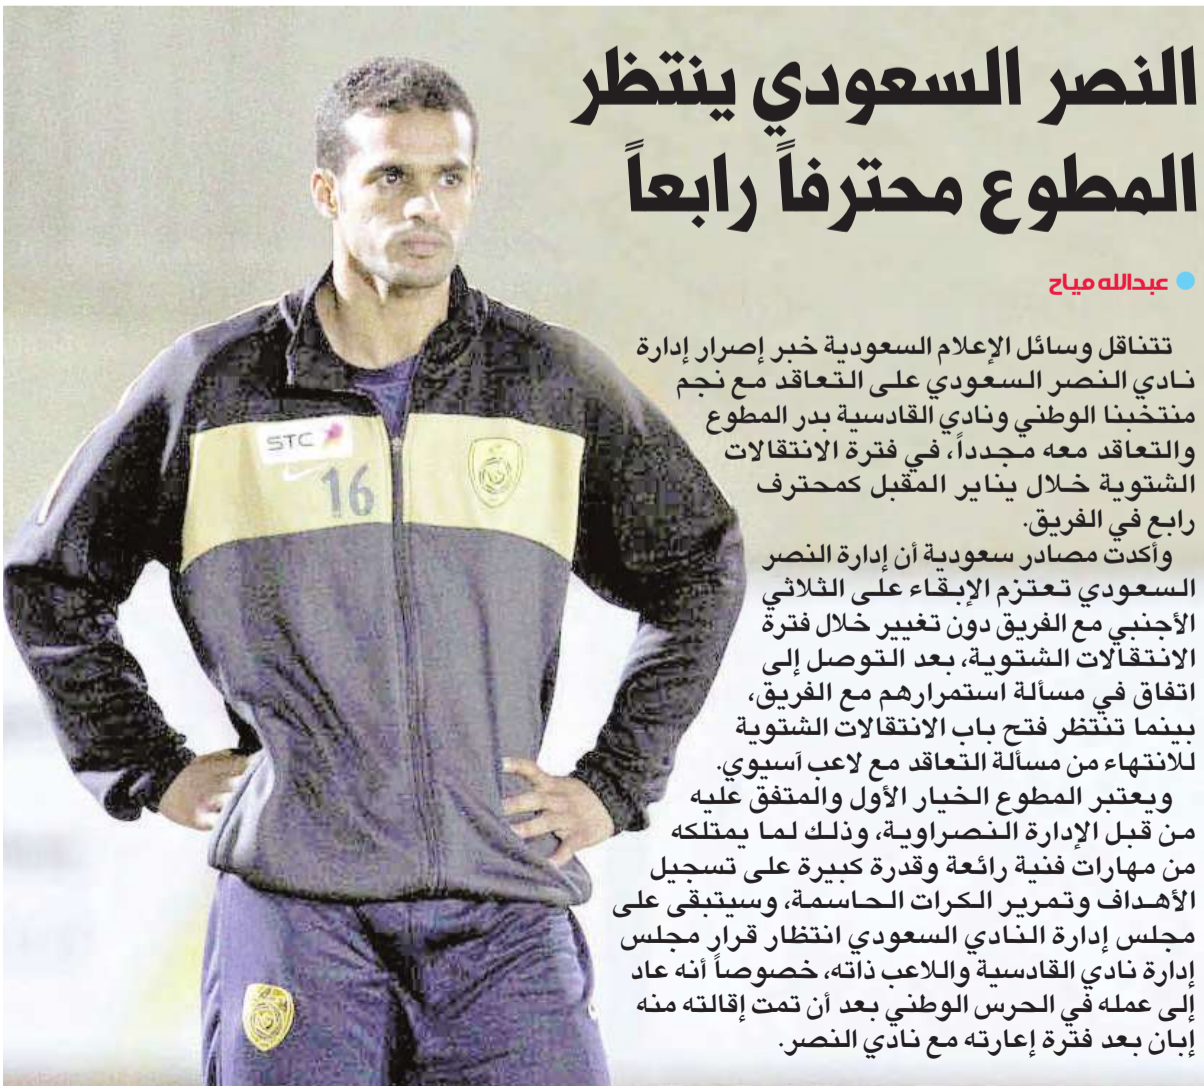 النصر السعودي ينتظر
المطوع محترفاً رابعاً
عبدالله مياح
تتناقل وسائل الإعلام السعودية خبر إصرار إدارة
نادي النصر السعودي على التعاقد مع نجم
منتخبنا الوطني ونادي القادسية بدر المطوع
والتعاقد معه مجدداً، في فترة الانتقالات
الشتوية خلال يناير المقبل كمحترف
رابع في الفريق.
وأكدت مصادر سعودية أن إدارة النصر
السعودي تعتزم الإبقاء على الثلاثي
الأجنبي مع الفريق دون تغيير خلال فترة
الانتقالات الشتوية، بعد التوصل إلى
اتفاق في مسألة استمرارهم مع الفريق،
بينما تنتظر فتح باب الانتقالات الشتوية
للانتهاء من مسألة التعاقد مع لاعب آسيوي.
ويعتبر المطوع الخيار الأول والمتفق عليه
من قبل الإدارة النصراوية، وذلك لما يمتلكه
من مهارات فنية رائعة وقدرة كبيرة على تسجيل
الأهداف وتمرير الكرات الحاسمة، وسيتبقى على
مجلس إدارة النادي السعودي انتظار قرار مجلس
إدارة نادي القادسية واللاعب ذاته، خصوصاً أنه عاد
إلى عمله في الحرس الوطني بعد أن تمت إقالته منه
إبان بعد فترة إعارته مع نادي النصر.
STC
16